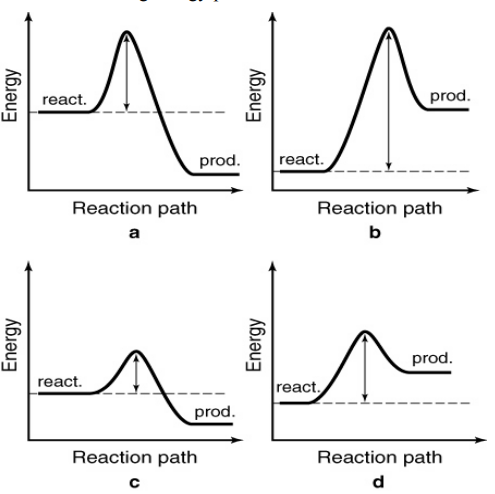 Energy
react.
prod.
Reaction path
a
Energy
react.
prod.
Reaction path
b
Energy
react.
prod.
Reaction path
c
Energy
react.
prod.
Reaction path
d